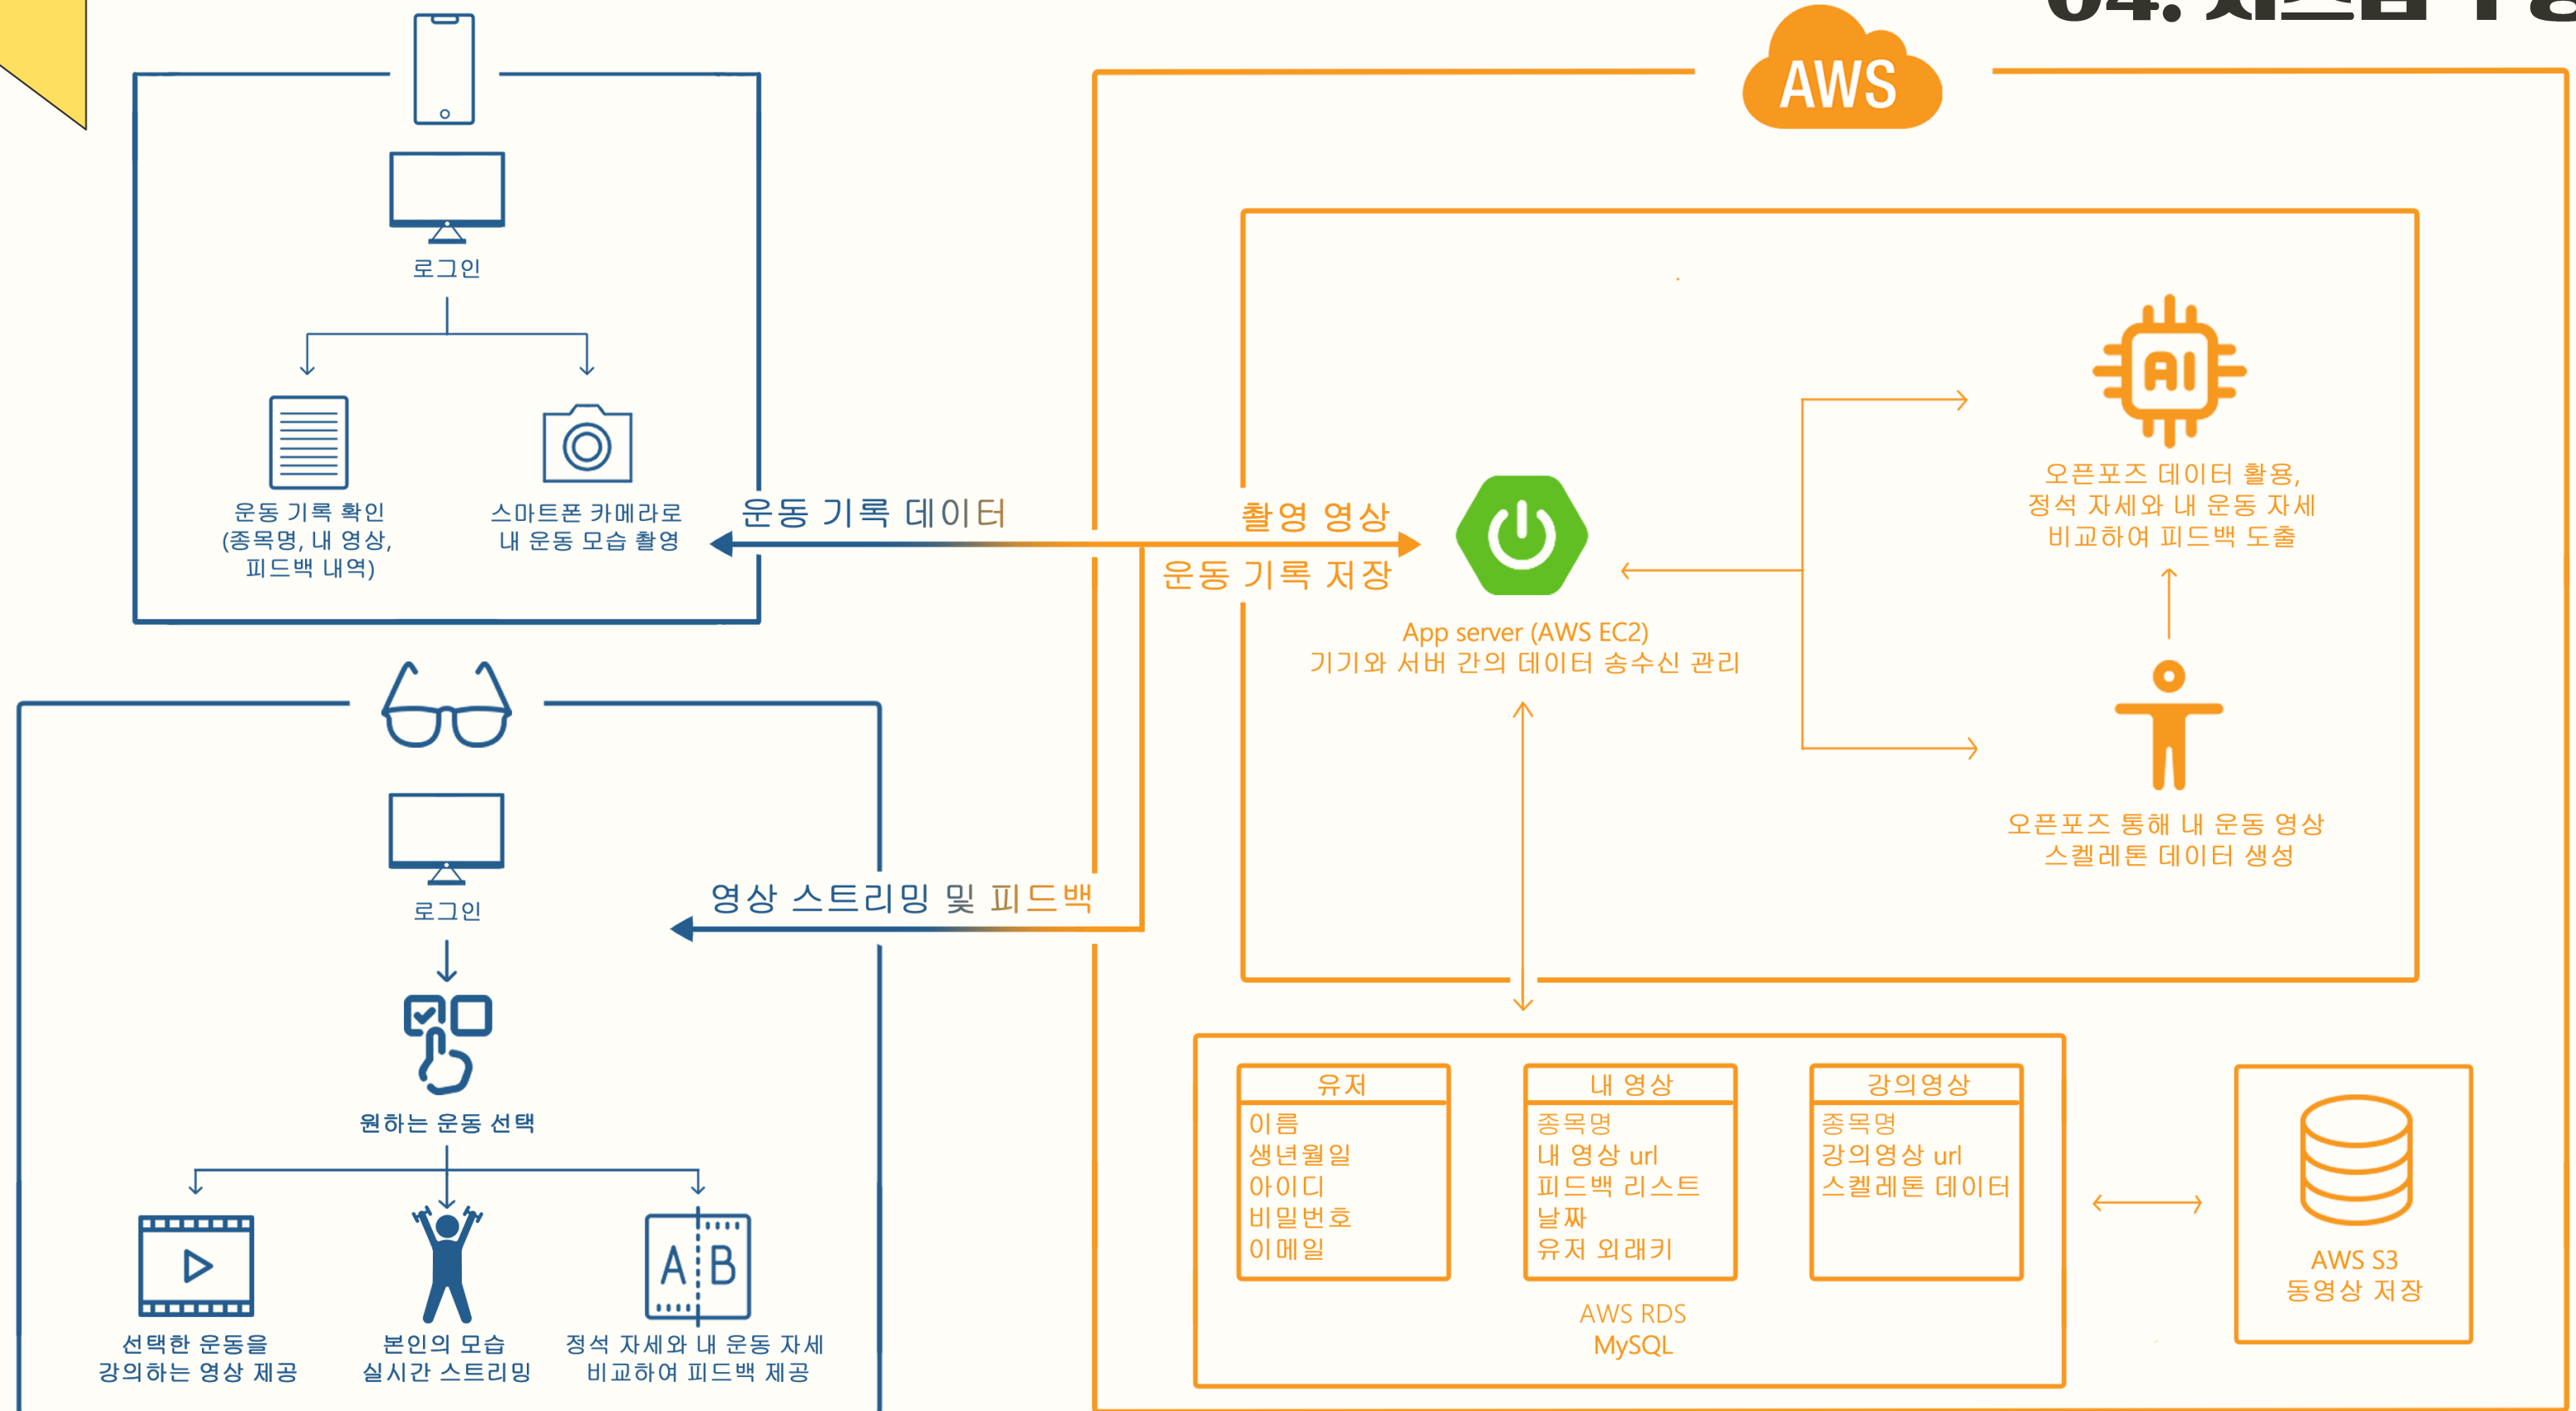 04. 시스템 구
AWS
로그인
운동 기록 확인
(종목명, 내 영상,
피드백 내역)
스마트폰 카메라로
내 운동 모습 촬영
운동 기록 데이터
촬영 영상
운동 기록 저장
App server (AWS EC2)
기기와 서버 간의 데이터 송수신 관리
AI
오픈포즈 데이터 활용,
정석 자세와 내 운동 자세
비교하여 피드백 도출
오픈포즈 통해 내 운동 영상
스켈레톤 데이터 생성
로그인
원하는 운동 선택
선택한 운동을
강의하는 영상 제공
본인의 모습
실시간 스트리밍
A B
정석 자세와 내 운동 자세
비교하여 피드백 제공
영상 스트리밍 및 피드백
유저
이름
생년월일
아이디
비밀번호
이메일
내 영상
종목명
내 영상 url
피드백 리스트
날짜
유저 외래키
강의영상
종목명
강의영상 url
스켈레톤 데이터
AWS RDS
MySQL
AWS S3
동영상 저장